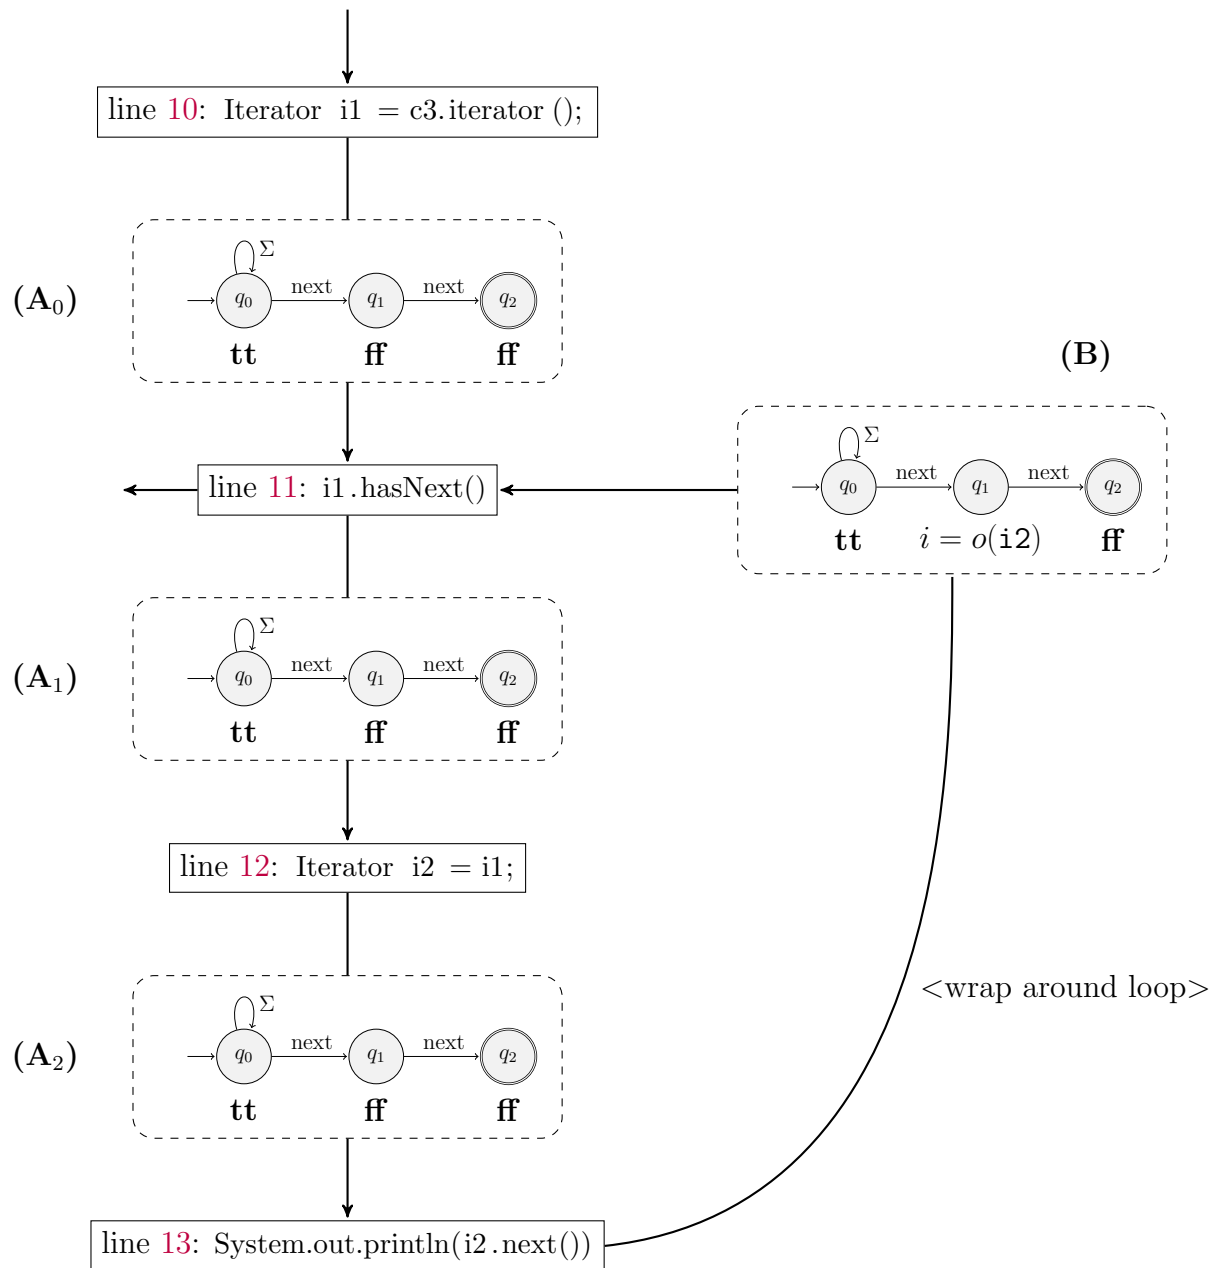 line 10: Iterator i1 = c3.iterator ();
Σ
next next
(A₀) q₀ q₁ q₂
tt ff ff
(B)
line 11: i1.hasNext()
Σ
next next
q₀ q₁ q₂
tt i = o(i2) ff
Σ
next next
(A₁) q₀ q₁ q₂
tt ff ff
line 12: Iterator i2 = i1;
<wrap around loop>
Σ
next next
(A₂) q₀ q₁ q₂
tt ff ff
line 13: System.out.println(i2.next())